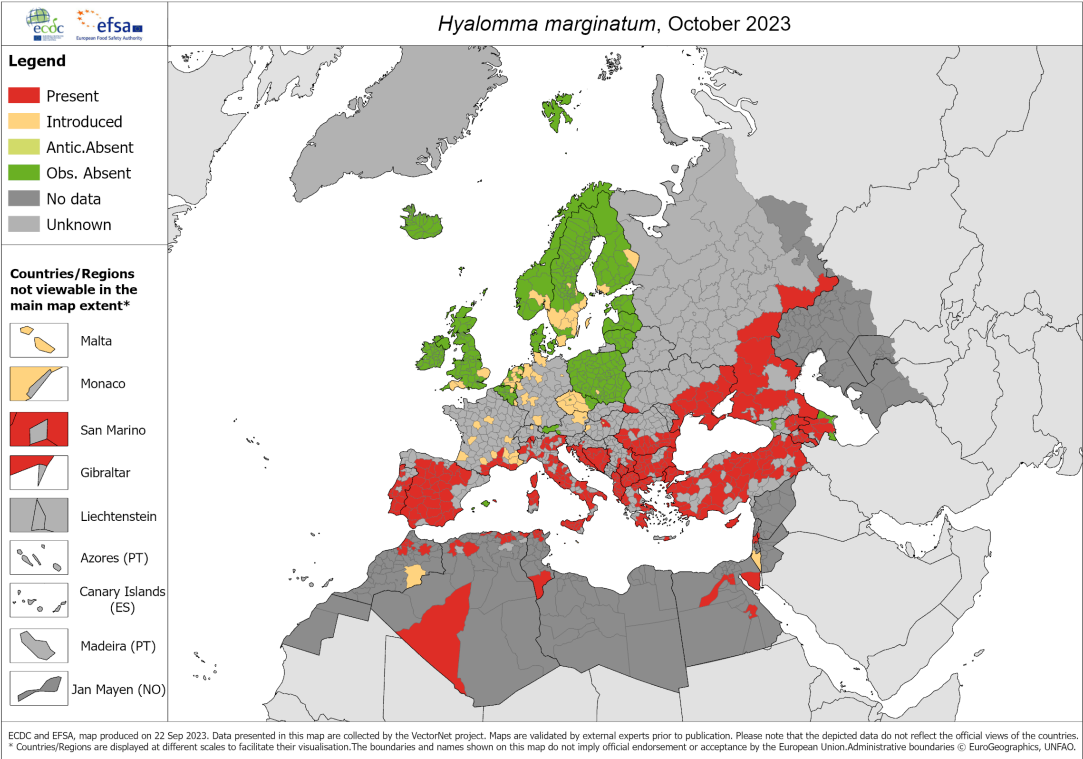 ecdc
efsa
European Food Safety Authority
Hyalomma marginatum, October 2023
Legend
Present
Introduced
Antic.Absent
Obs. Absent
No data
Unknown
Countries/Regions
not viewable in the
main map extent*
Malta
Monaco
San Marino
Gibraltar
Liechtenstein
Azores (PT)
Canary Islands
(ES)
Madeira (PT)
Jan Mayen (NO)
ECDC and EFSA, map produced on 22 Sep 2023. Data presented in this map are collected by the VectorNet project. Maps are validated by external experts prior to publication. Please note that the depicted data do not reflect the official views of the countries.
* Countries/Regions are displayed at different scales to facilitate their visualisation.The boundaries and names shown on this map do not imply official endorsement or acceptance by the European Union.Administrative boundaries © EuroGeographics, UNFAO.